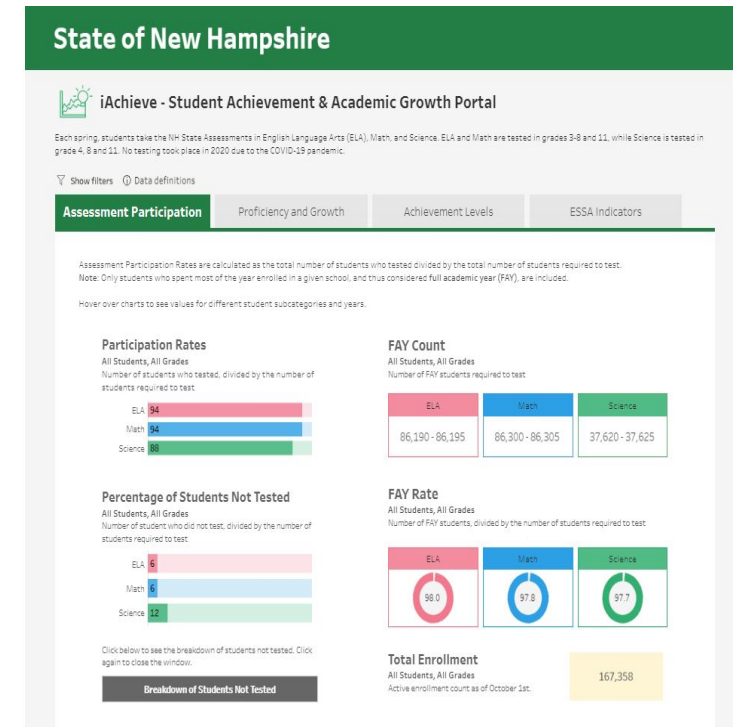 State of New Hampshire
iAchieve - Student Achievement & Academic Growth Portal
Each spring, students take the NH State Assessments in English Language Arts (ELA), Math, and Science. ELA and Math are tested in grades 3-8 and 11, while Science is tested in
grade 4, 8 and 11. No testing took place in 2020 due to the COVID-19 pandemic.
Show filters Data definitions
Assessment Participation Proficiency and Growth Achievement Levels ESSA Indicators
Assessment Participation Rates are calculated as the total number of students who tested divided by the total number of students required to test.
Note: Only students who spent most of the year enrolled in a given school, and thus considered full academic year (FAY), are included.
Hover over charts to see values for different student subcategories and years.
Participation Rates
All Students, All Grades
Number of students who tested, divided by the number of
students required to test
ELA 94
Math 94
Science 88
FAY Count
All Students, All Grades
Number of FAY students required to test
ELA Math Science
86,190 - 86,195 86,300 - 86,305 37,620 - 37,625
Percentage of Students Not Tested
All Students, All Grades
Number of student who did not test, divided by the number of
students required to test
ELA 6
Math 6
Science 12
FAY Rate
All Students, All Grades
Number of FAY students, divided by the number of students required to test
ELA Math Science
98.0 97.8 97.7
Click below to see the breakdown of students not tested. Click
again to close the window.
Breakdown of Students Not Tested
Total Enrollment
All Students, All Grades
Active enrollment count as of October 1st.
167,358